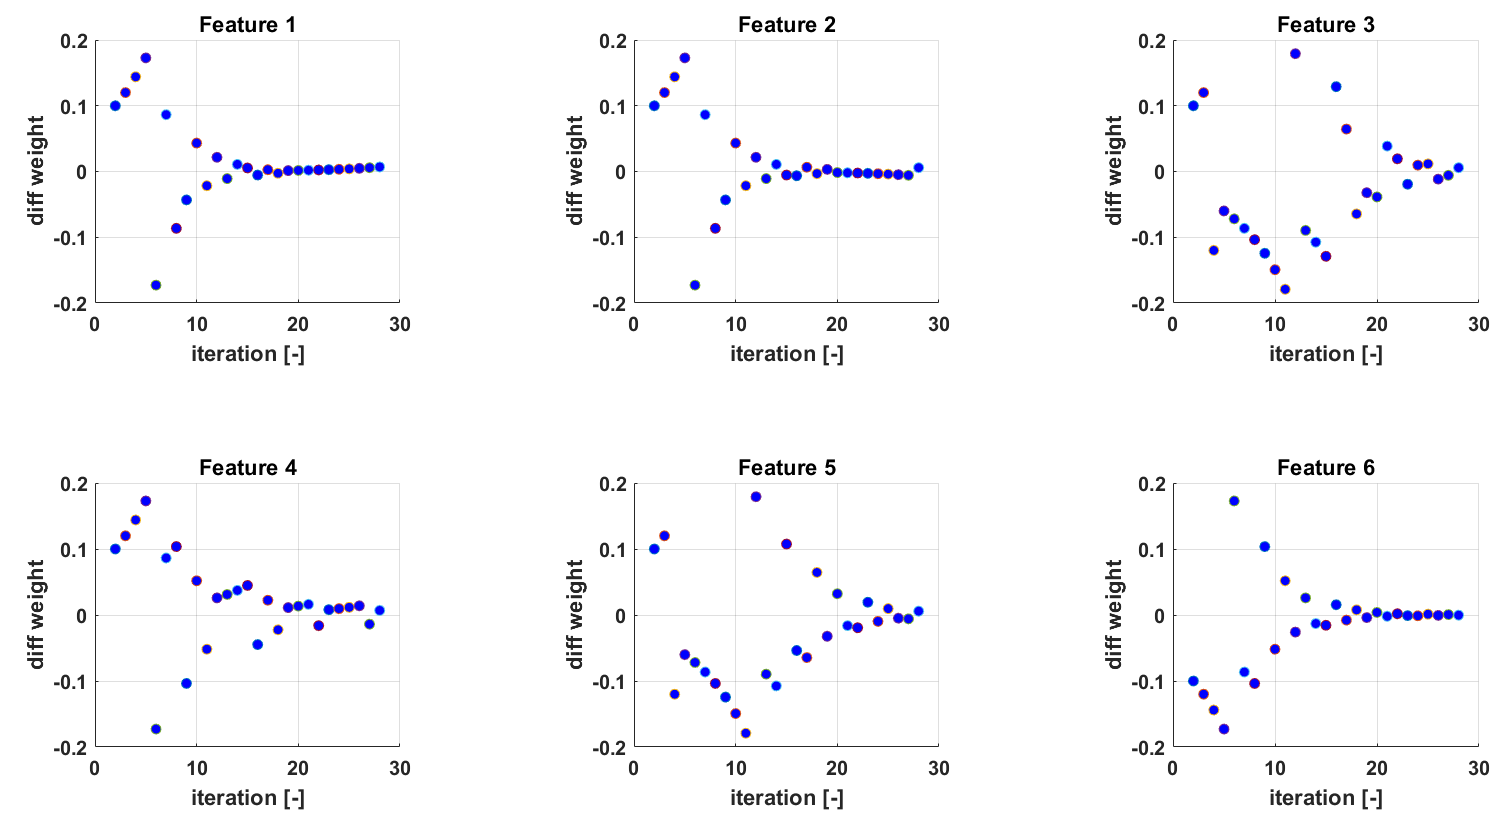 Feature 1
0.2
0.1
0
-0.1
-0.2
diff weight
0 10 20 30
iteration [-]
Feature 2
0.2
0.1
0
-0.1
-0.2
diff weight
0 10 20 30
iteration [-]
Feature 3
0.2
0.1
0
-0.1
-0.2
diff weight
0 10 20 30
iteration [-]
Feature 4
0.2
0.1
0
-0.1
-0.2
diff weight
0 10 20 30
iteration [-]
Feature 5
0.2
0.1
0
-0.1
-0.2
diff weight
0 10 20 30
iteration [-]
Feature 6
0.2
0.1
0
-0.1
-0.2
diff weight
0 10 20 30
iteration [-]